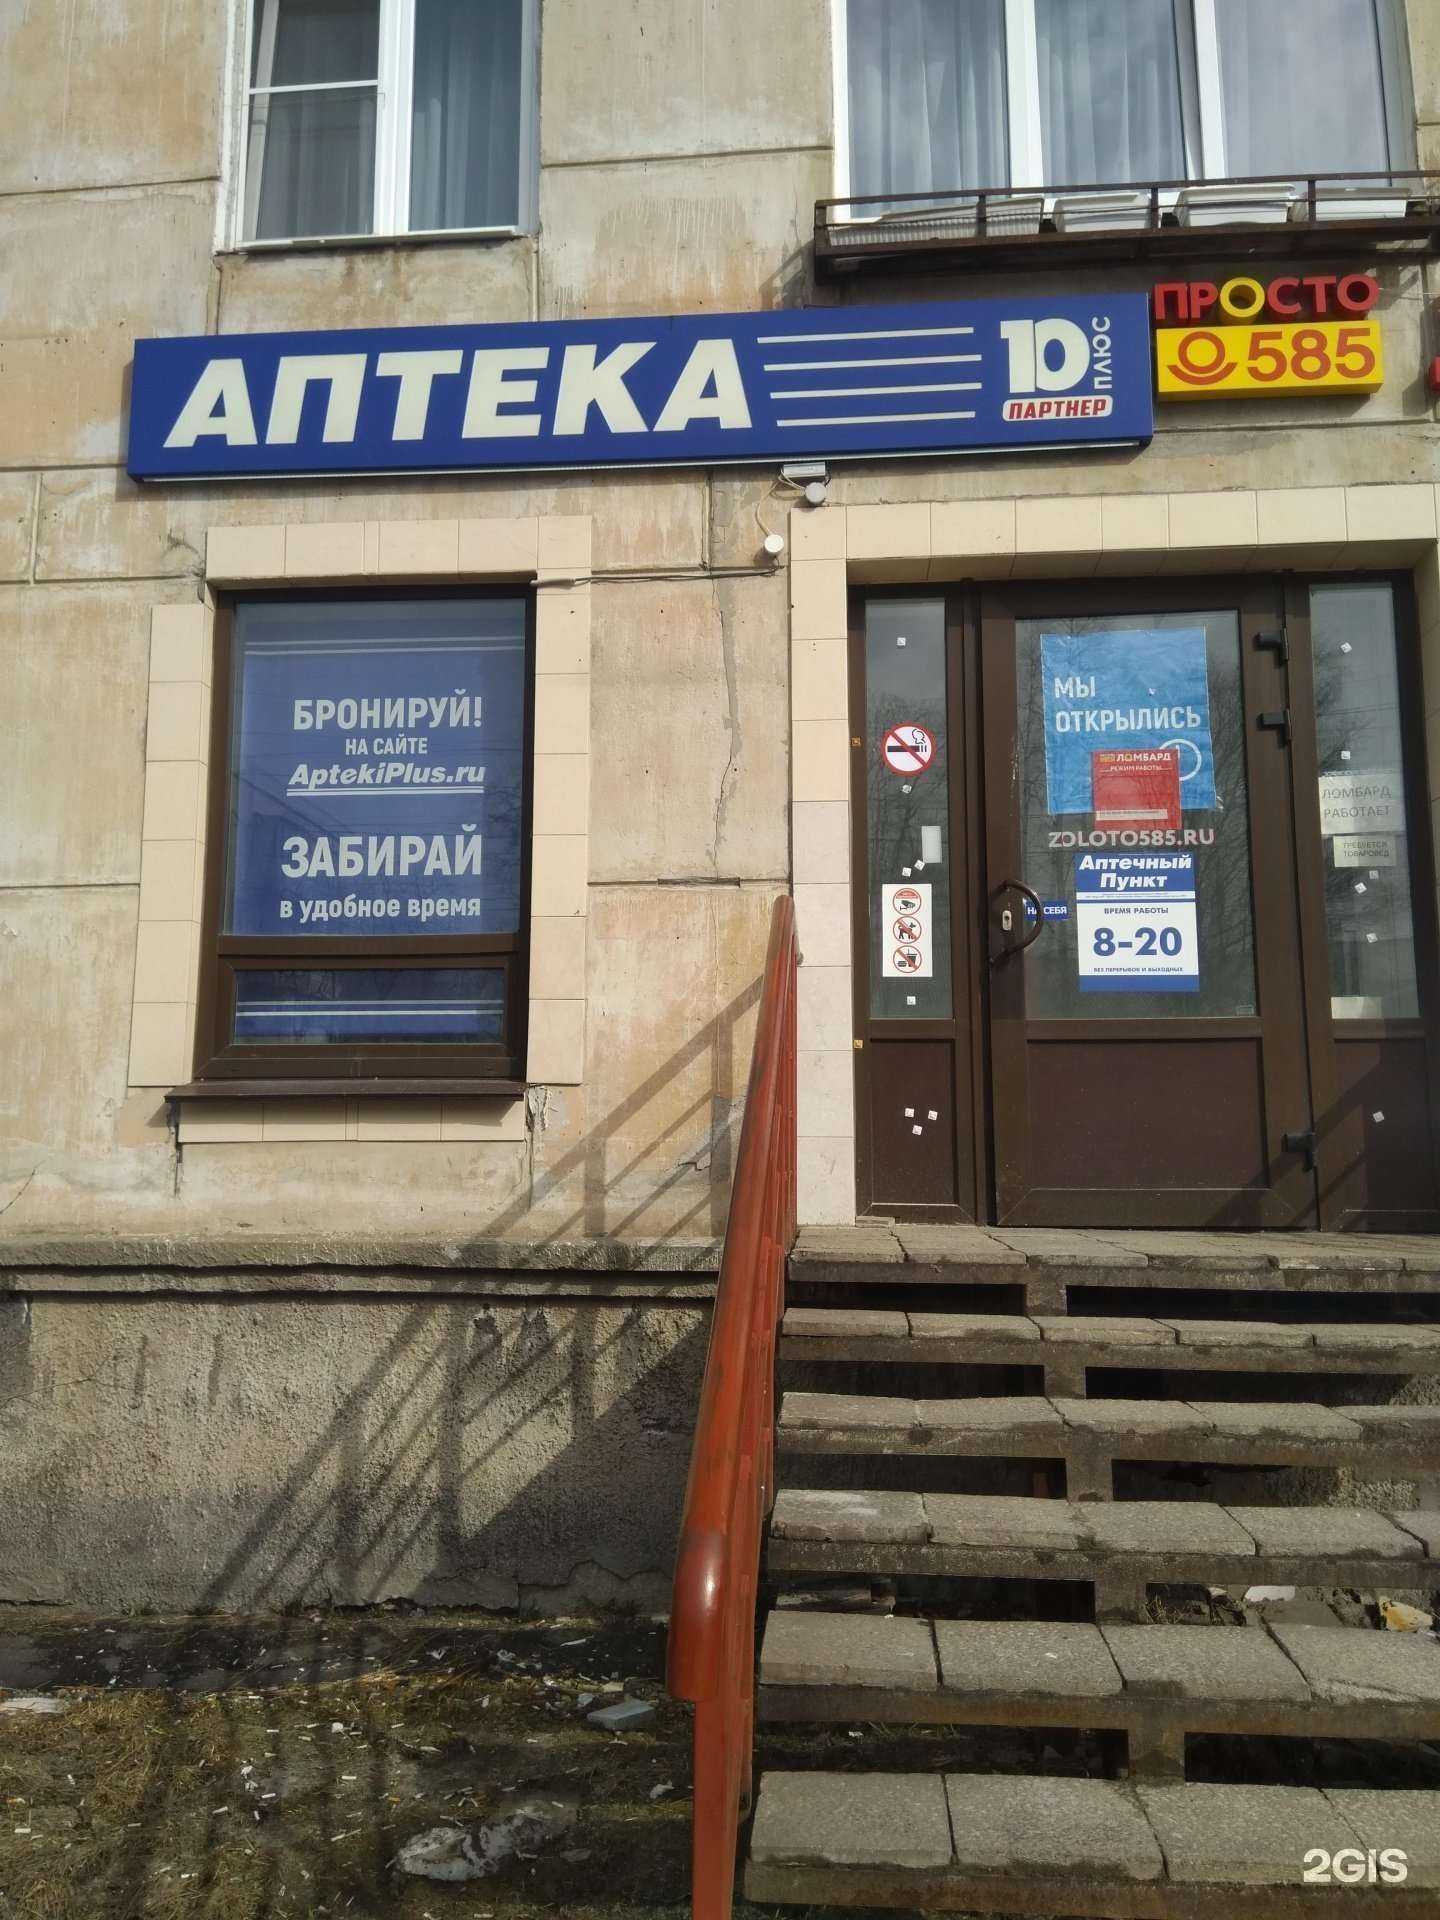 АПТЕКА
10
ПЛЮС
ПАРТНЕР
ПРОСТО
585
БРОНИРУЙ!
НА САЙТЕ
AptekiPlus.ru
ЗАБИРАЙ
в удобное время
МЫ
ОТКРЫЛИСЬ
ЛОМБАРД
РЕЖИМ РАБОТЫ
ZOLOTO585.RU
Аптечный
Пункт
ВРЕМЯ РАБОТЫ
8-20
БЕЗ ПЕРЕРЫВОВ И ВЫХОДНЫХ
НА СЕБЯ
ЛОМБАРД
РАБОТАЕТ
ТРЕБУЕТСЯ
ТОВАРОВЕД
2GIS